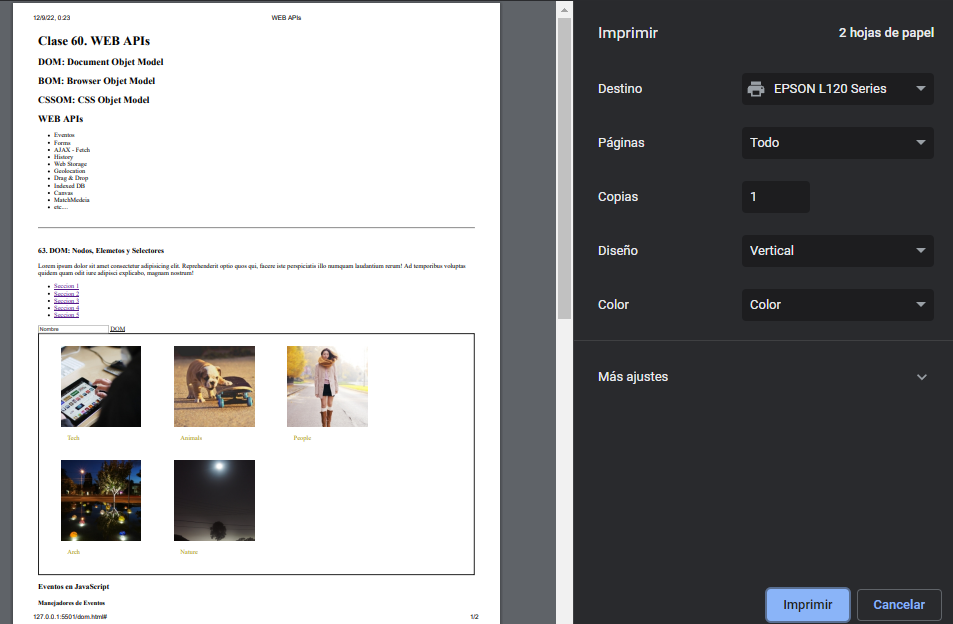 12/9/22, 0:23
WEB APIs
Clase 60. WEB APIs
DOM: Document Objet Model
BOM: Browser Objet Model
CSSOM: CSS Objet Model
WEB APIs
Eventos
Forms
AJAX - Fetch
History
Web Storage
Geolocation
Drag & Drop
Indexed DB
Canvas
MatchMedeia
etc....
63. DOM: Nodos, Elemetos y Selectores
Lorem ipsum dolor sit amet consectetur adipisicing elit. Reprehenderit optio quos qui, facere iste perspiciatis illo numquam laudantium rerum! Ad temporibus voluptas
quidem quam odit iure adipisci explicabo, magnam nostrum!
Seccion 1
Seccion 2
Seccion 3
Seccion 4
Seccion 5
Nombre DOM
Tech Animals People
Arch Nature
Eventos en JavaScript
Manejadores de Eventos
127.0.0.1:5501/dom.html# 1/2
Imprimir 2 hojas de papel
Destino EPSON L120 Series
Páginas Todo
Copias 1
Diseño Vertical
Color Color
Más ajustes
Imprimir Cancelar